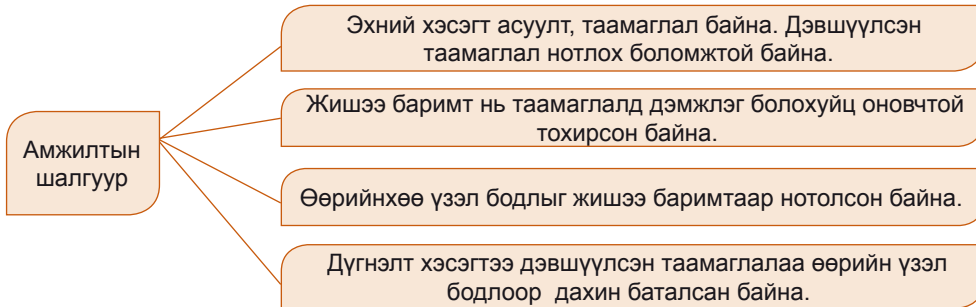 Эхний хэсэгт асуулт, таамаглал байна. Дэвшүүлсэн
таамаглал нотлох боломжтой байна.
Жишээ баримт нь таамаглалд дэмжлэг болохуйц оновчтой
тохирсон байна.
Амжилтын
шалгуур
Өөрийнхөө үзэл бодлыг жишээ баримтаар нотолсон байна.
Дүгнэлт хэсэгтээ дэвшүүлсэн таамаглалаа өөрийн үзэл
бодлоор дахин баталсан байна.